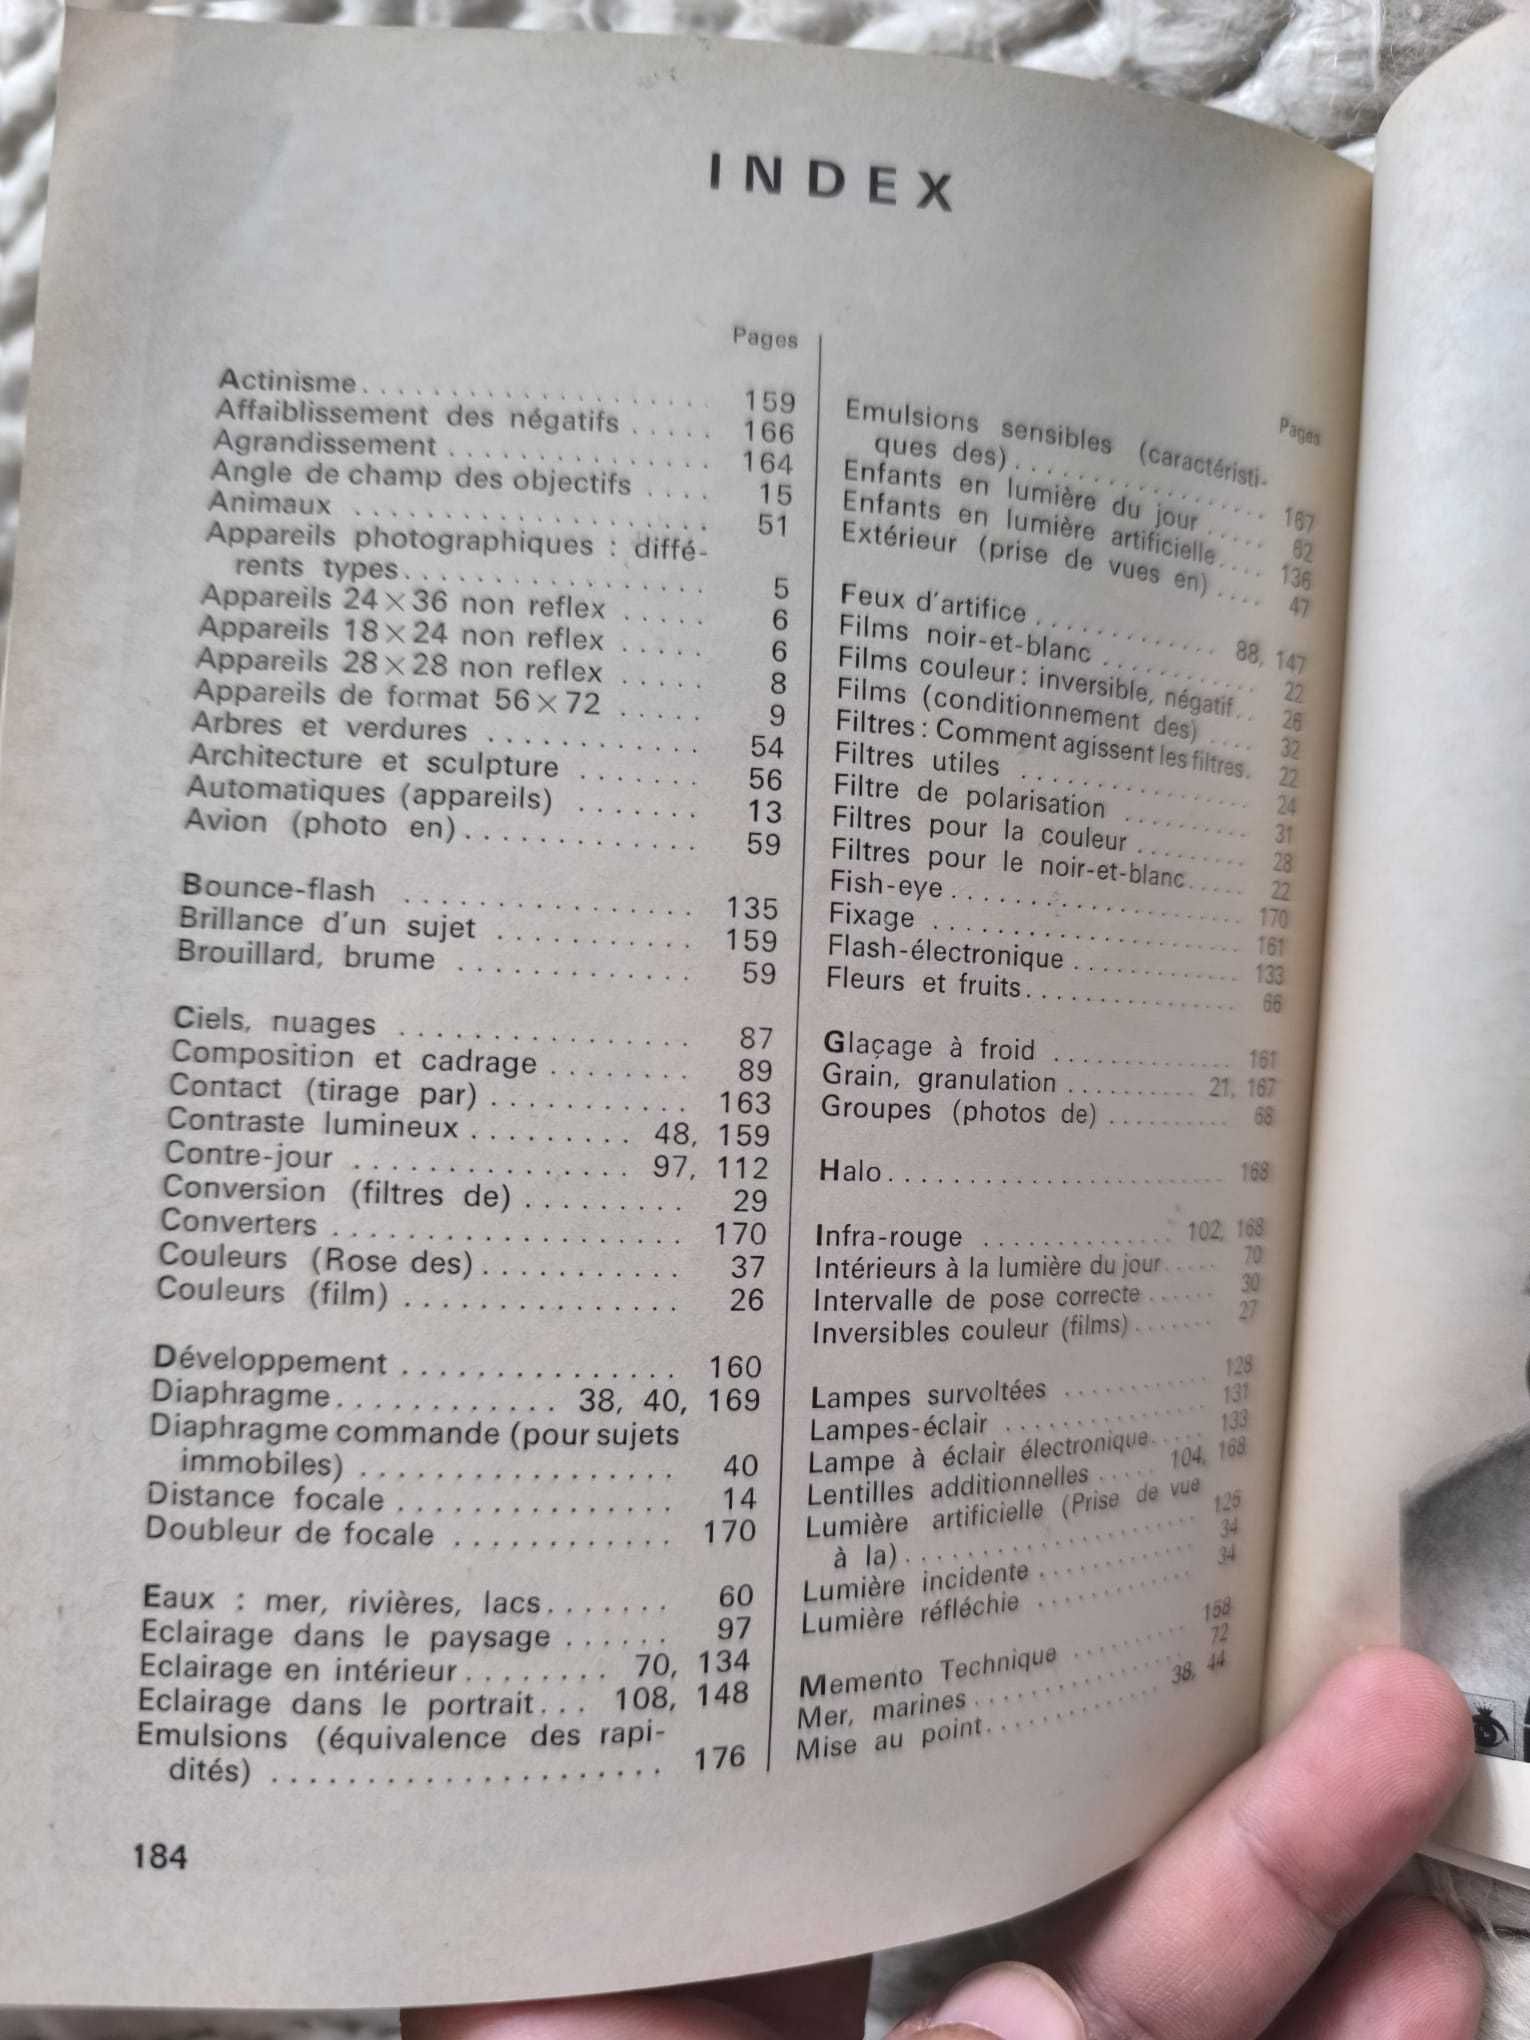 INDEX
Pages
Actinisme . . . . . . . . . . . . . . . . . . . . 159
Affaiblissement des négatifs . . . . . 166
Agrandissement . . . . . . . . . . . . . . . 164
Angle de champ des objectifs . . . . 15
Animaux . . . . . . . . . . . . . . . . . . . . 51
Appareils photographiques : diffé-
rents types. . . . . . . . . . . . . . . . . 5
Appareils 24×36 non reflex . . . . . 6
Appareils 18×24 non reflex . . . . . 6
Appareils 28×28 non reflex . . . . . 8
Appareils de format 56×72 . . . . . 9
Arbres et verdures . . . . . . . . . . . . 54
Architecture et sculpture . . . . . . . 56
Automatiques (appareils) . . . . . . . 13
Avion (photo en). . . . . . . . . . . . . 59
Bounce-flash . . . . . . . . . . . . . . . . 135
Brillance d'un sujet . . . . . . . . . . . 159
Brouillard, brume . . . . . . . . . . . . . 59
Ciels, nuages . . . . . . . . . . . . . . . . 87
Composition et cadrage . . . . . . . . 89
Contact (tirage par) . . . . . . . . . . . 163
Contraste lumineux . . . . . . . . . 48, 159
Contre-jour . . . . . . . . . . . . . . . 97, 112
Conversion (filtres de) . . . . . . . . . 29
Converters . . . . . . . . . . . . . . . . . . 170
Couleurs (Rose des) . . . . . . . . . . . 37
Couleurs (film) . . . . . . . . . . . . . . . 26
Développement . . . . . . . . . . . . . . . 160
Diaphragme. . . . . . . . . . . . 38, 40, 169
Diaphragme commande (pour sujets
immobiles) . . . . . . . . . . . . . . . . . 40
Distance focale . . . . . . . . . . . . . . . 14
Doubleur de focale . . . . . . . . . . . . 170
Eaux : mer, rivières, lacs. . . . . . . 60
Eclairage dans le paysage . . . . . . 97
Eclairage en intérieur . . . . . . . . 70, 134
Eclairage dans le portrait. . . 108, 148
Emulsions (équivalence des rapi-
dités) . . . . . . . . . . . . . . . . . . . . . 176
184
Pages
Emulsions sensibles (caractéristi-
ques des). . . . . . . . . . . . . . . . . 167
Enfants en lumière du jour . . . . . 62
Enfants en lumière artificielle. . . . 136
Extérieur (prise de vues en) . . . . 47
Feux d'artifice . . . . . . . . . . . . 88, 147
Films noir-et-blanc . . . . . . . . . . . 22
Films couleur : inversible, négatif. . 26
Films (conditionnement des) . . . . 32
Filtres : Comment agissent les filtres. 22
Filtres utiles . . . . . . . . . . . . . . . . 24
Filtre de polarisation . . . . . . . . . . 31
Filtres pour la couleur . . . . . . . . . 28
Filtres pour le noir-et-blanc. . . . . 22
Fish-eye . . . . . . . . . . . . . . . . . . . 170
Fixage . . . . . . . . . . . . . . . . . . . . 161
Flash-électronique . . . . . . . . . . . . 133
Fleurs et fruits. . . . . . . . . . . . . . . 66
Glaçage à froid . . . . . . . . . . . . . 161
Grain, granulation . . . . . . . . . . 21, 167
Groupes (photos de) . . . . . . . . . . 68
Halo. . . . . . . . . . . . . . . . . . . . . . 168
Infra-rouge . . . . . . . . . . . . . 102, 168
Intérieurs à la lumière du jour. . . . . 70
Intervalle de pose correcte . . . . . . 30
Inversibles couleur (films). . . . . . . 27
Lampes survoltées . . . . . . . . . . . 128
Lampes-éclair . . . . . . . . . . . . . . . 131
Lampe à éclair électronique. . . . . 133
Lentilles additionnelles . . . . . 104, 168
Lumière artificielle (Prise de vue
à la). . . . . . . . . . . . . . . . . . . . . 126
Lumière incidente . . . . . . . . . . . . 34
Lumière réfléchie . . . . . . . . . . . . 34
Memento Technique . . . . . . . . . 158
Mer, marines . . . . . . . . . . . . . . . 72
Mise au point. . . . . . . . . . . . . 38, 44